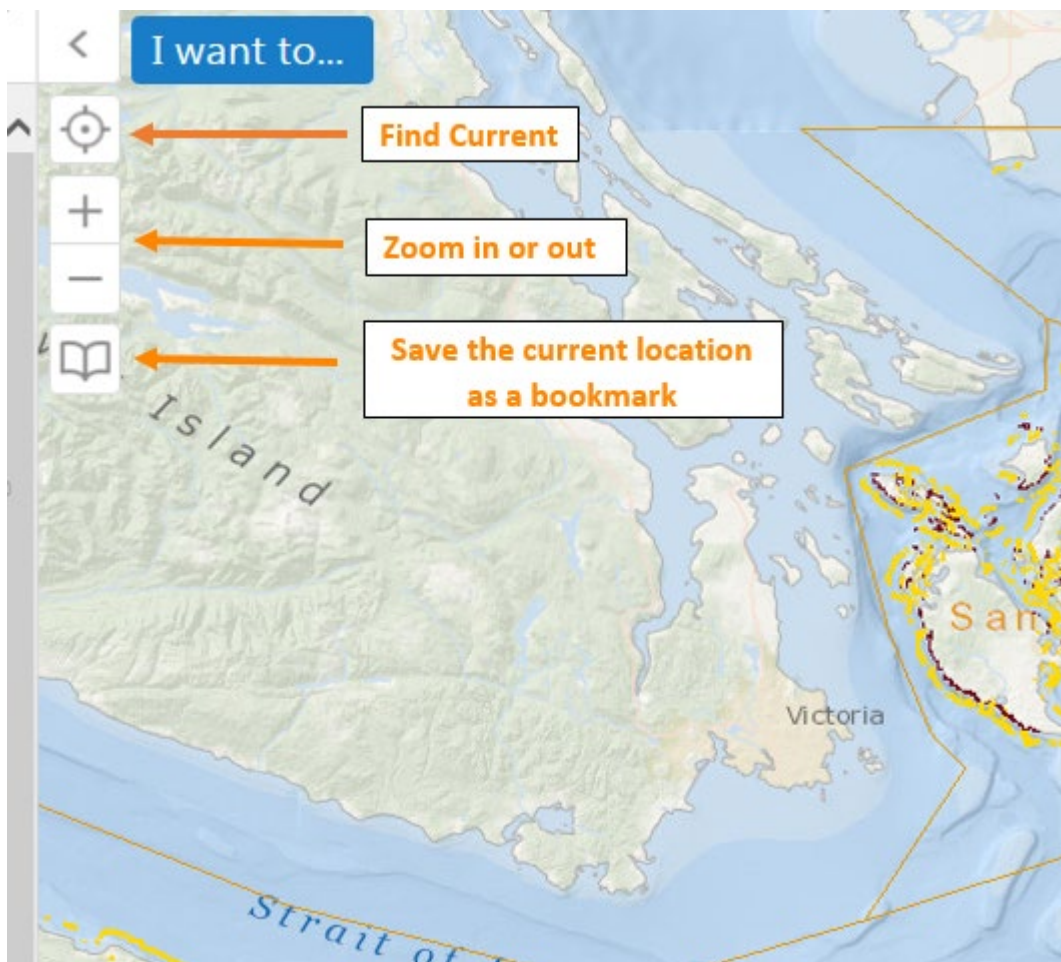 I want to...
Find Current
Zoom in or out
Save the current location
as a bookmark
Island
San
Victoria
Strait of